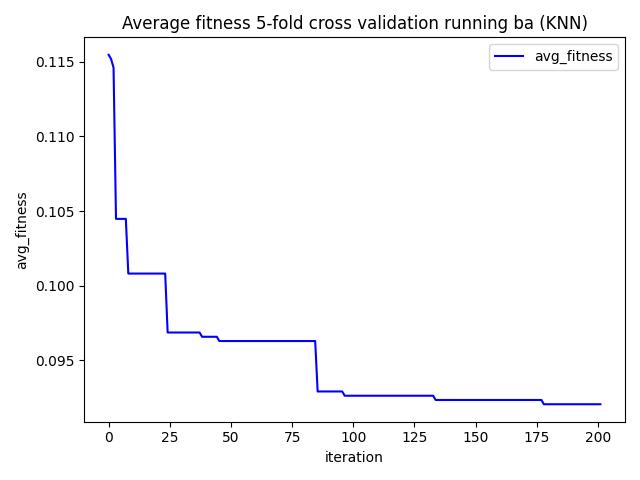 Average fitness 5-fold cross validation running ba (KNN)
avg_fitness
0.115
0.110
0.105
0.100
0.095
avg_fitness
0 25 50 75 100 125 150 175 200
iteration